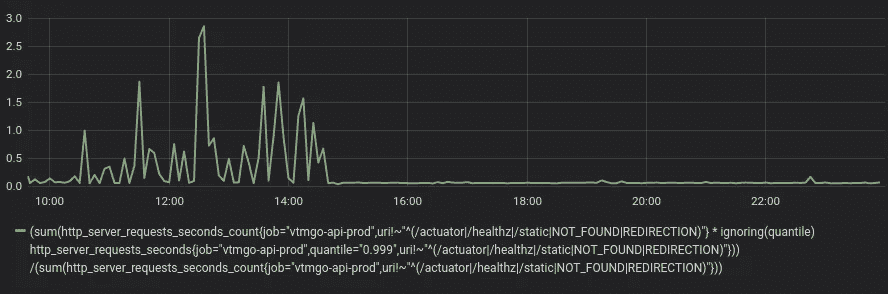 3.0
2.5
2.0
1.5
1.0
0.5
0.0
10:00 12:00 14:00 16:00 18:00 20:00 22:00
(sum(http_server_requests_seconds_count{job="vtmgo-api-prod",uri!~"^(/actuator|/healthz|/static|NOT_FOUND|REDIRECTION)"} * ignoring(quantile)
http_server_requests_seconds{job="vtmgo-api-prod",quantile="0.999",uri!~"^(/actuator|/healthz|/static|NOT_FOUND|REDIRECTION)"}))
/(sum(http_server_requests_seconds_count{job="vtmgo-api-prod",uri!~"^(/actuator|/healthz|/static|NOT_FOUND|REDIRECTION)"}))